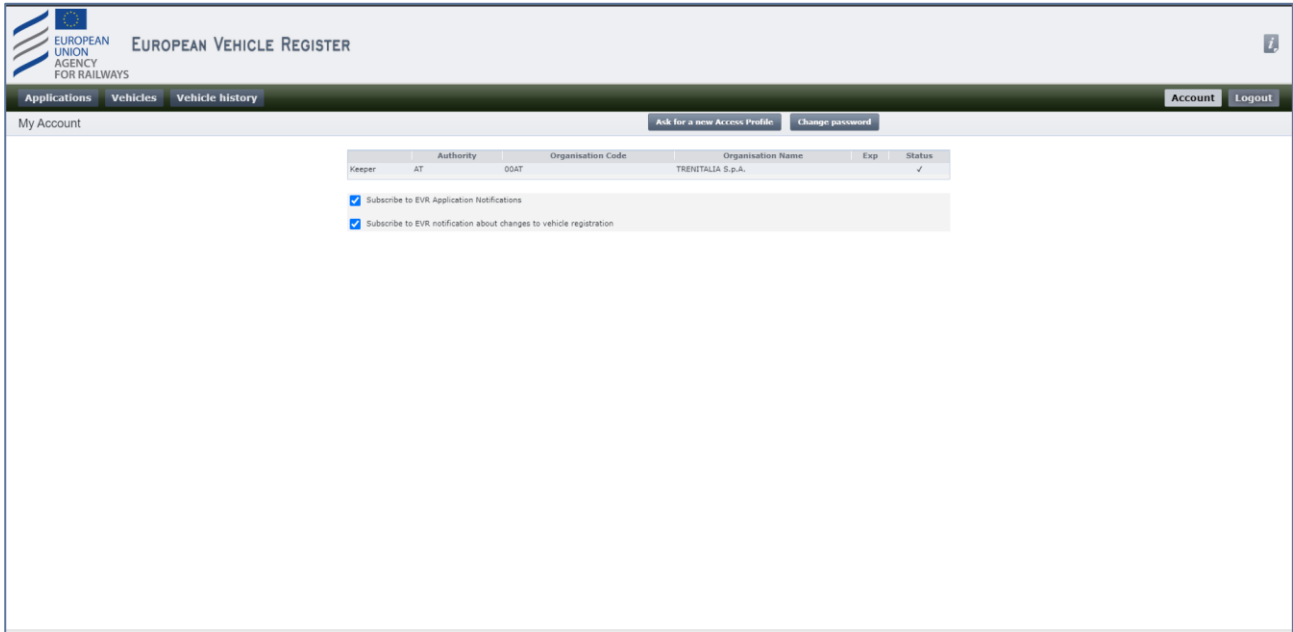 EUROPEAN
UNION
AGENCY
FOR RAILWAYS
EUROPEAN VEHICLE REGISTER
i
Applications Vehicles Vehicle history Account Logout
My Account Ask for a new Access Profile Change password
Authority Organisation Code Organisation Name Exp Status
Keeper AT 00AT TRENITALIA S.p.A. ✓
Subscribe to EVR Application Notifications
Subscribe to EVR notification about changes to vehicle registration